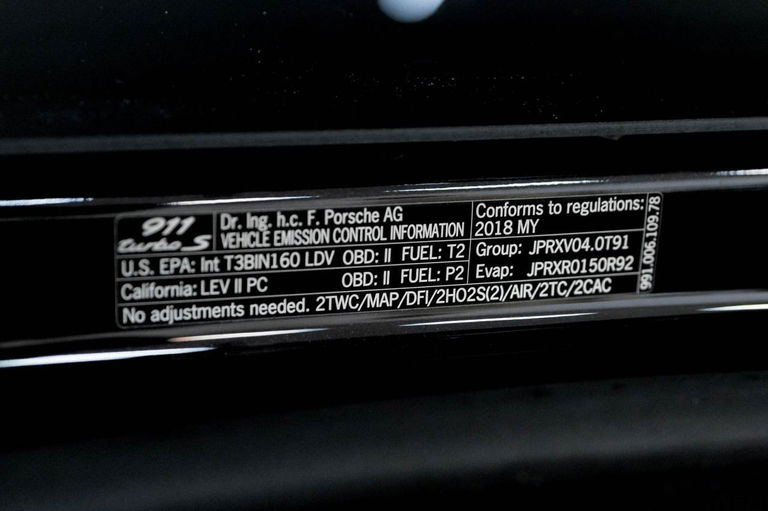 911
turbo S
Dr. Ing. h.c. F. Porsche AG
VEHICLE EMISSION CONTROL INFORMATION
Conforms to regulations:
2018 MY
U.S. EPA: Int T3BIN160 LDV OBD: II FUEL: T2
California: LEV II PC OBD: II FUEL: P2
Group: JPRXV04.0T91
Evap: JPRXR0150R92
No adjustments needed. 2TWC/MAP/DFI/2HO2S(2)/AIR/2TC/2CAC
991.006.109.78